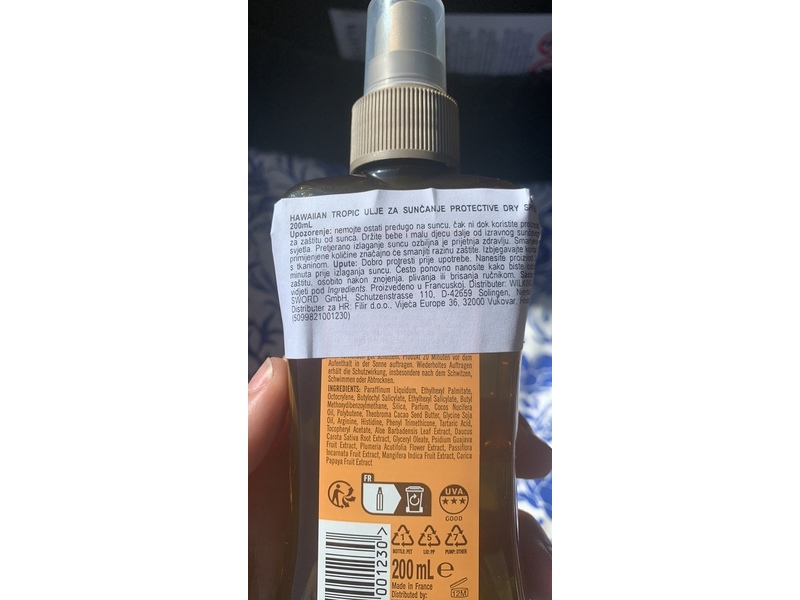 HAWAIIAN TROPIC ULJE ZA SUNČANJE PROTECTIVE DRY
200mL
Upozorenje: nemojte ostati predugo na suncu, čak ni dok koristite
za zaštitu od sunca. Držite bebe i malu djecu dalje od izravnog
svjetla. Pretjerano izlaganje suncu ozbiljna je prijetnja zdravlju.
primijenjene količine značajno će smanjiti razinu zaštite. Izbjegavajte
s tkaninom. Upute: Dobro protresti prije upotrebe. Nanesite
minuta prije izlaganja suncu. Često ponovno nanosite kako biste
zaštitu, osobito nakon znojenja, plivanja ili brisanja ručnikom.
vidjeti pod Ingredients. Proizvedeno u Francuskoj. Distributer:
SWORD GmbH, Schutzenstrasse 110, D-42659 Solingen,
Distributer za HR: Filir d.o.o., Vijeća Europe 36, 32000 Vukovar,
(5099821001230)
Produkt 20 Minuten vor dem
Aufenthalt in der Sonne auftragen. Wiederholtes Auftragen
erhält die Schutzwirkung, insbesondere nach dem Schwitzen,
Schwimmen oder Abtrocknen.
INGREDIENTS: Paraffinum Liquidum, Ethylhexyl Palmitate,
Octocrylene, Butyloctyl Salicylate, Ethylhexyl Salicylate, Butyl
Methoxydibenzoylmethane, Silica, Parfum, Cocos Nucifera
Oil, Polybutene, Theobroma Cacao Seed Butter, Glycine Soja
Oil, Arginine, Histidine, Phenyl Trimethicone, Tartaric Acid,
Tocopheryl Acetate, Aloe Barbadensis Leaf Extract, Daucus
Carota Sativa Root Extract, Glyceryl Oleate, Psidium Guajava
Fruit Extract, Plumeria Acutifolia Flower Extract, Passiflora
Incarnata Fruit Extract, Mangifera Indica Fruit Extract, Carica
Papaya Fruit Extract
FR
UVA
GOOD
1 5 7
BOTTLE: PET LID: PP PUMP: OTHER
001230
200 mL e
Made in France
Distributed by:
12M